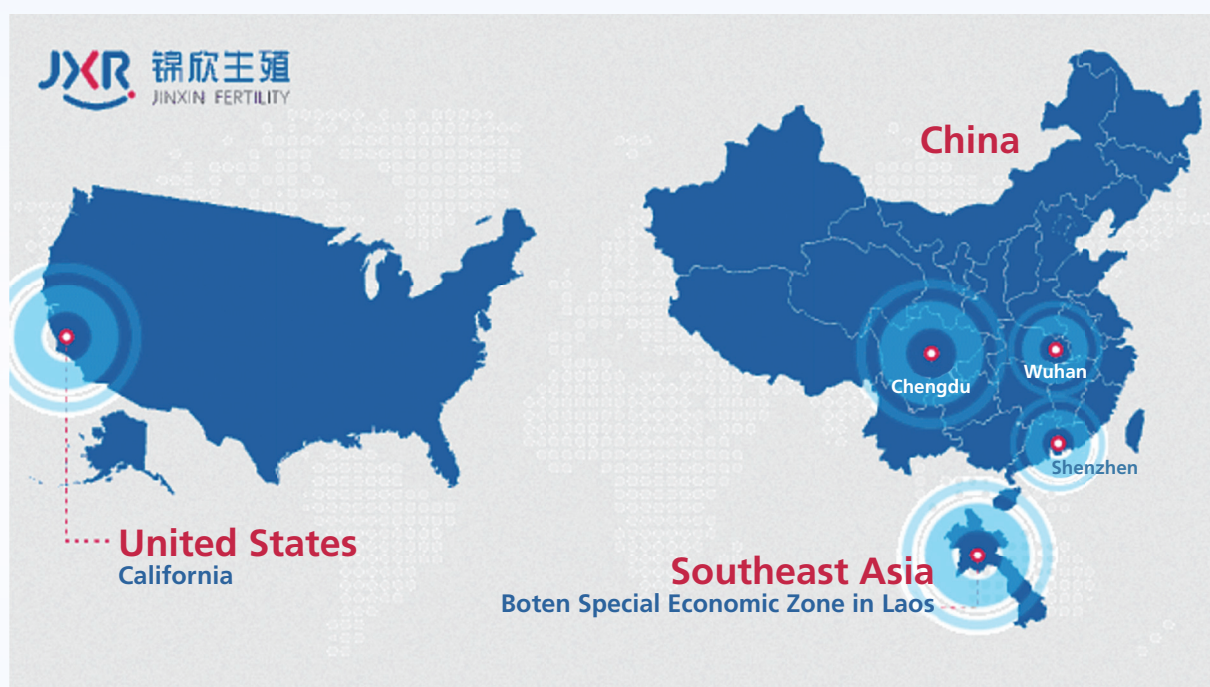 JXR 锦欣生殖
JINXIN FERTILITY
China
Chengdu
Wuhan
Shenzhen
United States
California
Southeast Asia
Boten Special Economic Zone in Laos